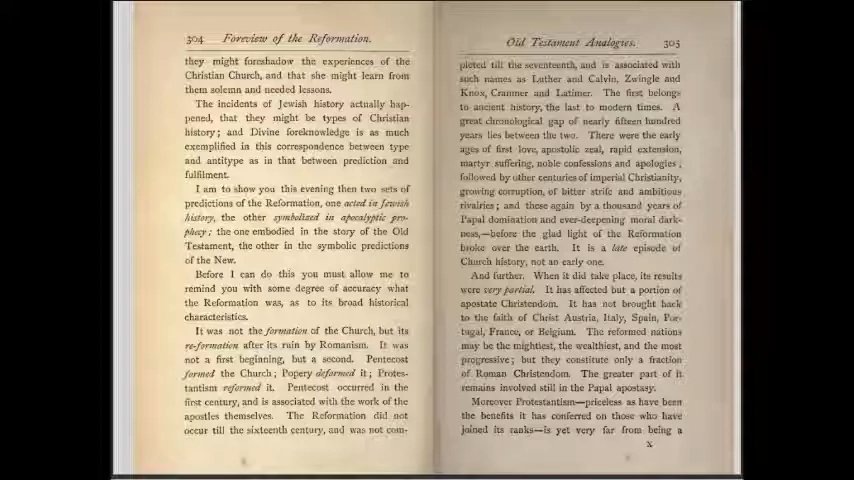 304 Foreview of the Reformation.
they might foreshadow the experiences of the
Christian Church, and that she might learn from
them solemn and needed lessons.
The incidents of Jewish history actually hap-
pened, that they might be types of Christian
history; and Divine foreknowledge is as much
exemplified in this correspondence between type
and antitype as in that between prediction and
fulfilment.
I am to show you this evening then two sets of
predictions of the Reformation, one acted in Jewish
history, the other symbolized in apocalyptic pro-
phecy; the one embodied in the story of the Old
Testament, the other in the symbolic predictions
of the New.
Before I can do this you must allow me to
remind you with some degree of accuracy what
the Reformation was, as to its broad historical
characteristics.
It was not the formation of the Church, but its
re-formation after its ruin by Romanism. It was
not a first beginning, but a second. Pentecost
formed the Church; Popery deformed it; Protes-
tantism reformed it. Pentecost occurred in the
first century, and is associated with the work of the
apostles themselves. The Reformation did not
occur till the sixteenth century, and was not com-
Old Testament Analogies. 305
pleted till the seventeenth, and is associated with
such names as Luther and Calvin, Zwingle and
Knox, Cranmer and Latimer. The first belongs
to ancient history, the last to modern times. A
great chronological gap of nearly fifteen hundred
years lies between the two. There were the early
ages of first love, apostolic zeal, rapid extension,
martyr suffering, noble confessions and apologies,
followed by other centuries of imperial Christianity,
growing corruption, of bitter strife and ambitious
rivalries; and these again by a thousand years of
Papal domination and ever-deepening moral dark-
ness,—before the glad light of the Reformation
broke over the earth. It is a late episode of
Church history, not an early one.
And further. When it did take place, its results
were very partial. It has affected but a portion of
apostate Christendom. It has not brought back
to the faith of Christ Austria, Italy, Spain, Por-
tugal, France, or Belgium. The reformed nations
may be the mightiest, the wealthiest, and the most
progressive; but they constitute only a fraction
of Roman Christendom. The greater part of it
remains involved still in the Papal apostasy.
Moreover Protestantism—priceless as have been
the benefits it has conferred on those who have
joined its ranks—is yet very far from being a
X